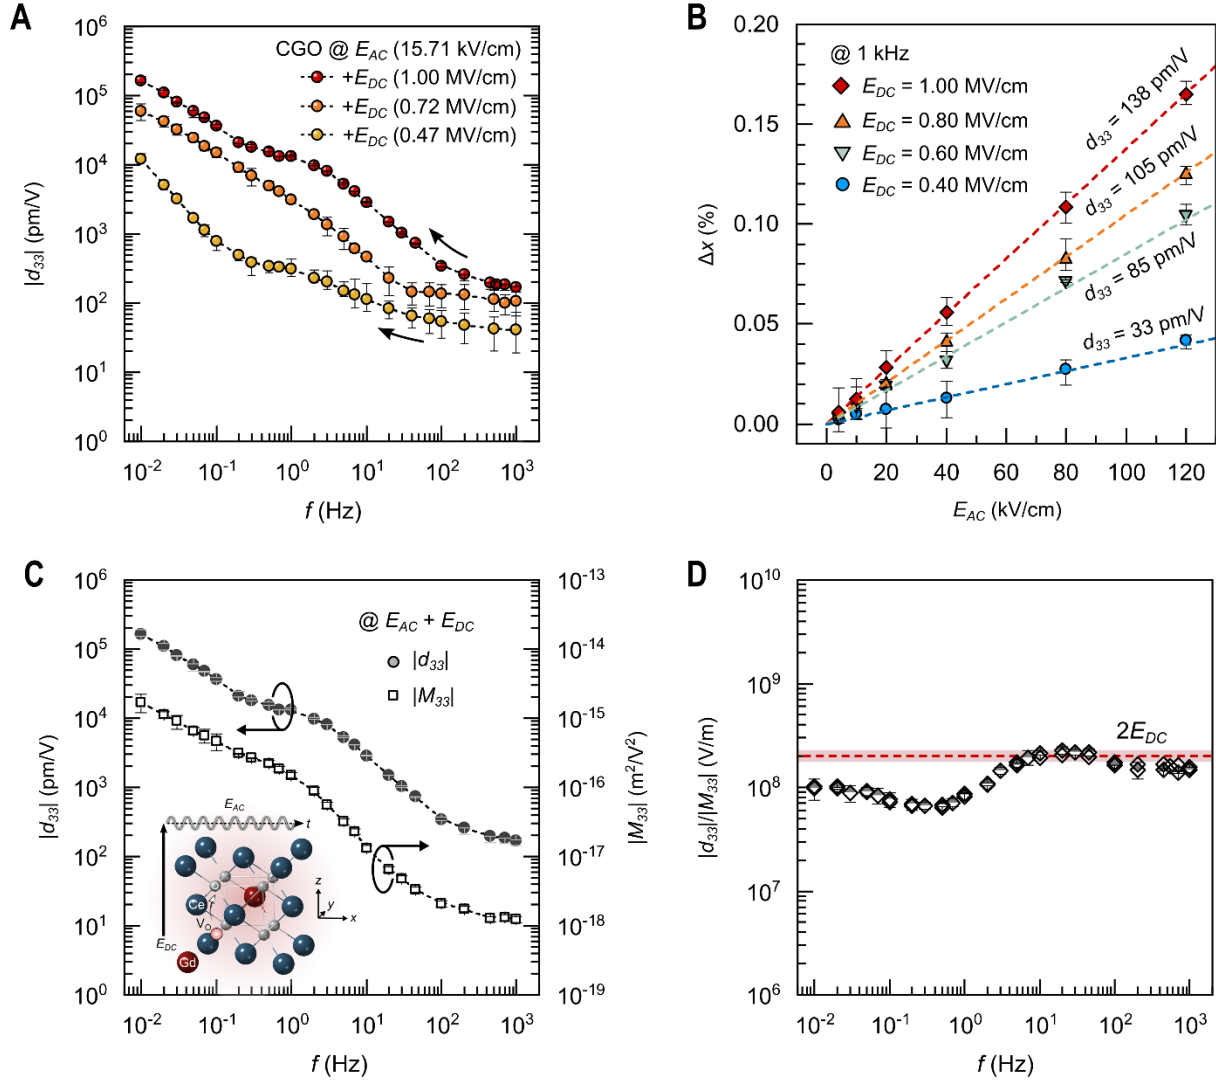 A
10⁶
10⁵
10⁴
10³
10²
10¹
10⁰
|d₃₃| (pm/V)
CGO @ E_AC (15.71 kV/cm)
+E_DC (1.00 MV/cm)
+E_DC (0.72 MV/cm)
+E_DC (0.47 MV/cm)
10⁻² 10⁻¹ 10⁰ 10¹ 10² 10³
f (Hz)
B
0.20
0.15
0.10
0.05
0.00
Δx (%)
@ 1 kHz
E_DC = 1.00 MV/cm
E_DC = 0.80 MV/cm
E_DC = 0.60 MV/cm
E_DC = 0.40 MV/cm
d₃₃ = 138 pm/V
d₃₃ = 105 pm/V
d₃₃ = 85 pm/V
d₃₃ = 33 pm/V
0 20 40 60 80 100 120
E_AC (kV/cm)
C
10⁶
10⁵
10⁴
10³
10²
10¹
10⁰
|d₃₃| (pm/V)
@ E_AC + E_DC
|d₃₃|
|M₃₃|
10⁻¹³
10⁻¹⁴
10⁻¹⁵
10⁻¹⁶
10⁻¹⁷
10⁻¹⁸
10⁻¹⁹
|M₃₃| (m²/V²)
E_AC
t
O
Ce
V_O
E_DC
Gd
z
y
x
10⁻² 10⁻¹ 10⁰ 10¹ 10² 10³
f (Hz)
D
10¹⁰
10⁹
10⁸
10⁷
10⁶
|d₃₃|/|M₃₃| (V/m)
2E_DC
10⁻² 10⁻¹ 10⁰ 10¹ 10² 10³
f (Hz)